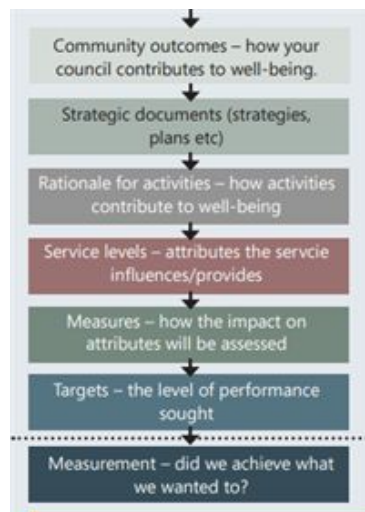 Community outcomes – how your
council contributes to well-being.
Strategic documents (strategies,
plans etc)
Rationale for activities – how activities
contribute to well-being
Service levels – attributes the servcie
influences/provides
Measures – how the impact on
attributes will be assessed
Targets – the level of performance
sought
Measurement – did we achieve what
we wanted to?